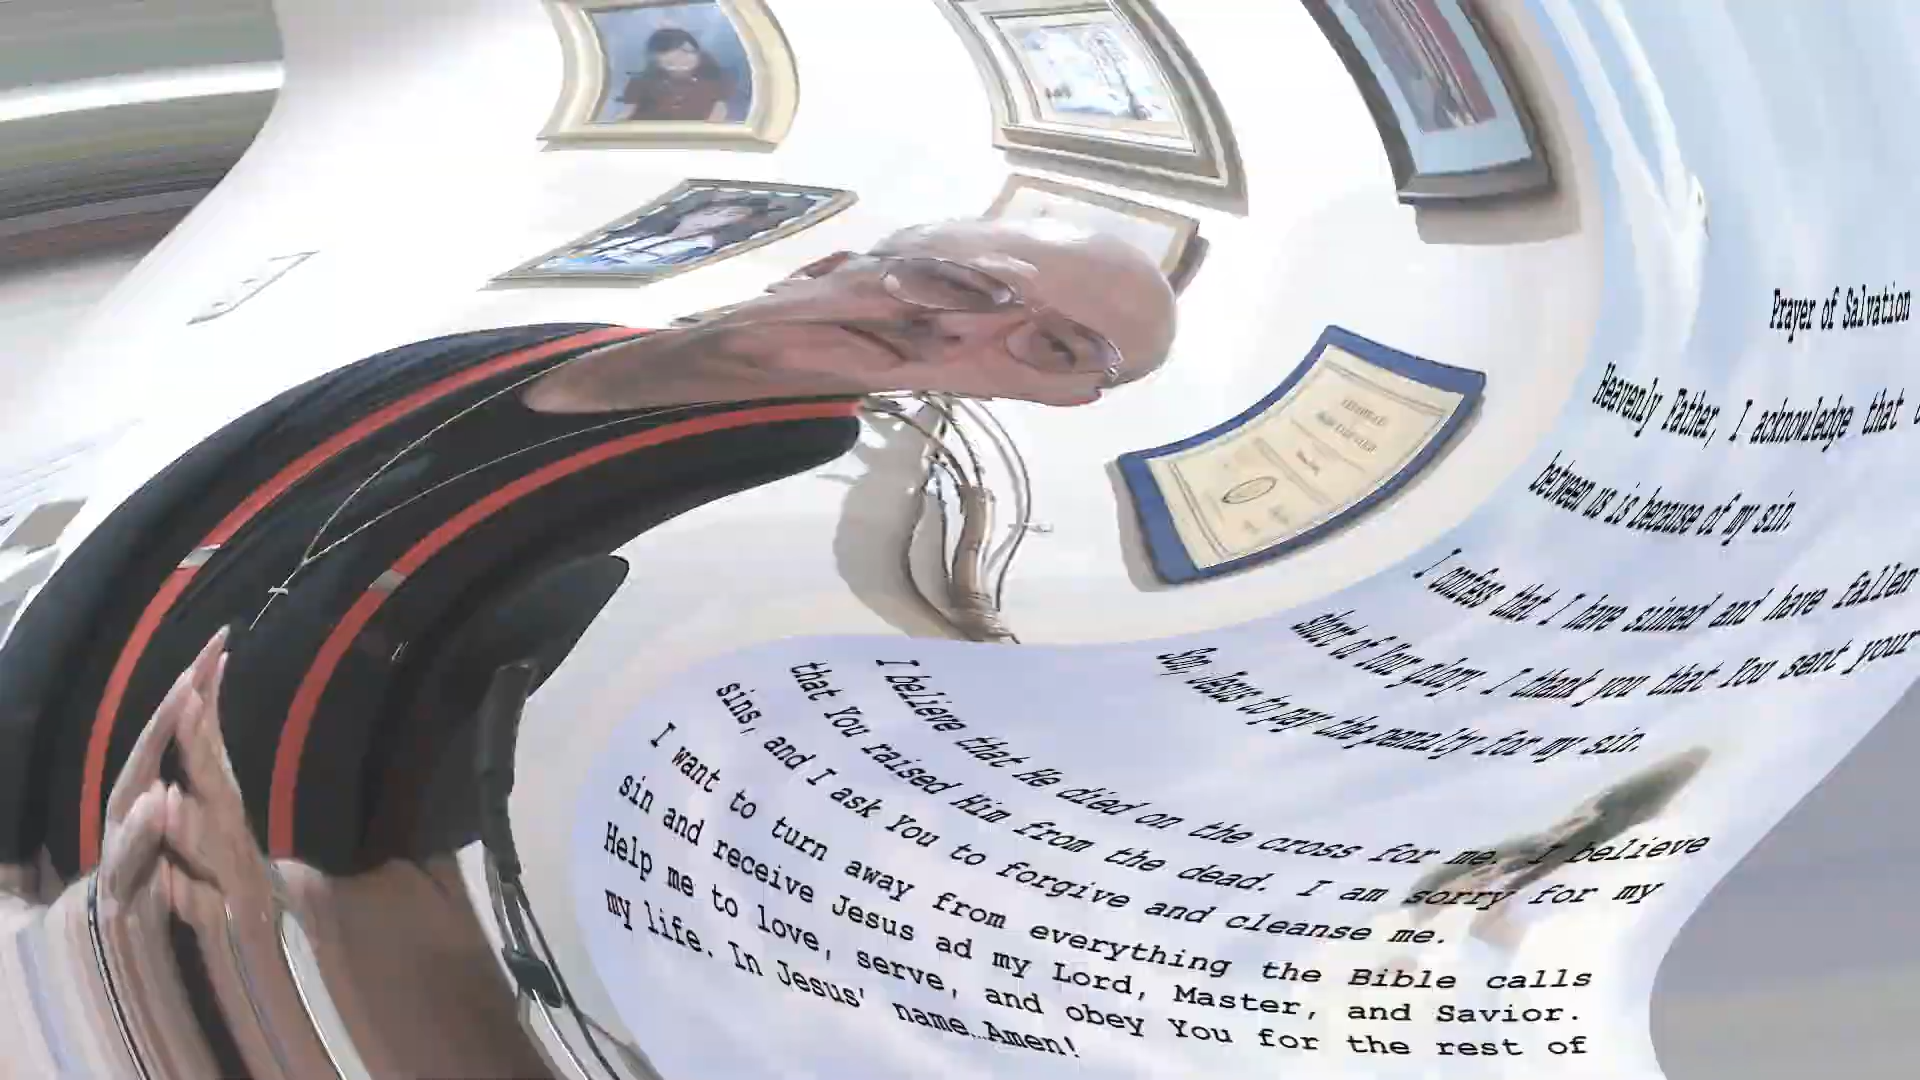 Prayer of Salvation
Heavenly Father, I acknowledge that
between us is because of my sin.
I confess that I have sinned and have fallen
short of Your glory. I thank you that You sent your
Son, Jesus to pay the penalty for my sin.
I believe that He died on the cross for me. I believe
that You raised Him from the dead. I am sorry for my
sins, and I ask You to forgive and cleanse me.
I want to turn away from everything the Bible calls
sin and receive Jesus ad my Lord, Master, and Savior.
Help me to love, serve, and obey You for the rest of
my life. In Jesus' name…Amen!